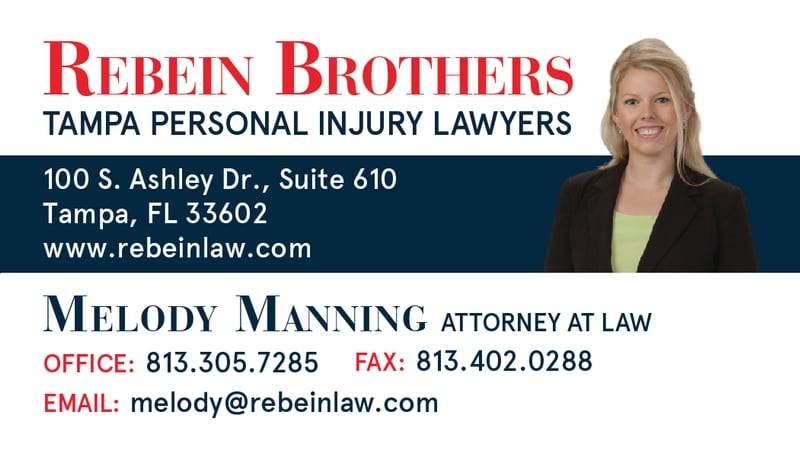 REBEIN BROTHERS
TAMPA PERSONAL INJURY LAWYERS
100 S. Ashley Dr., Suite 610
Tampa, FL 33602
www.rebeinlaw.com
MELODY MANNING ATTORNEY AT LAW
OFFICE: 813.305.7285 FAX: 813.402.0288
EMAIL: melody@rebeinlaw.com